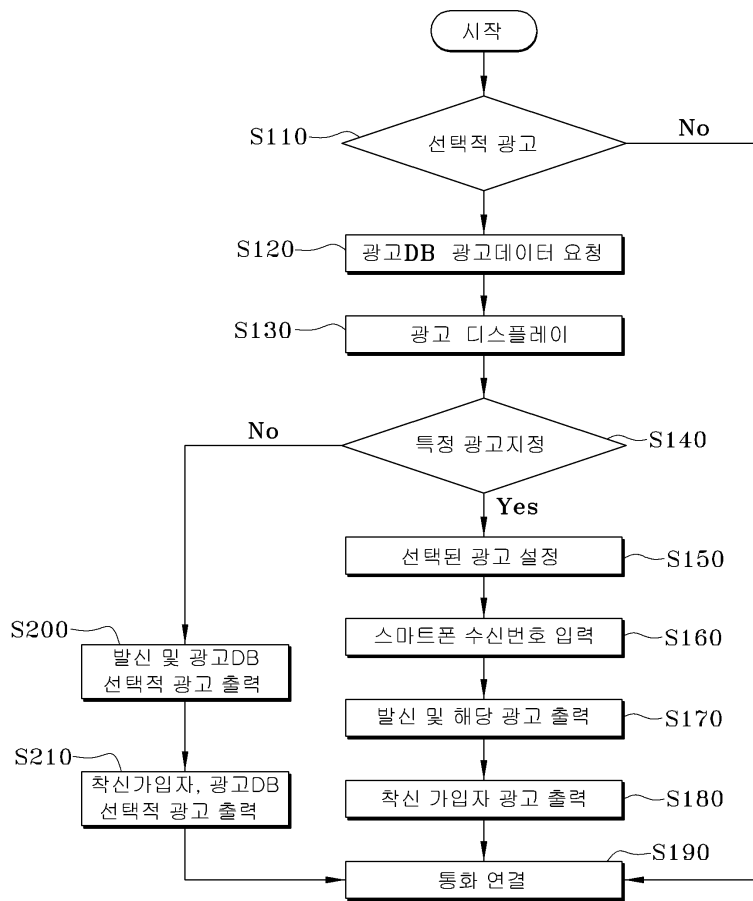 시작
S110
선택적 광고
No
S120
광고DB 광고데이터 요청
S130
광고 디스플레이
No
특정 광고지정
S140
Yes
선택된 광고 설정
S150
S200
발신 및 광고DB
선택적 광고 출력
스마트폰 수신번호 입력
S160
발신 및 해당 광고 출력
S170
S210
착신가입자, 광고DB
선택적 광고 출력
착신 가입자 광고 출력
S180
통화 연결
S190